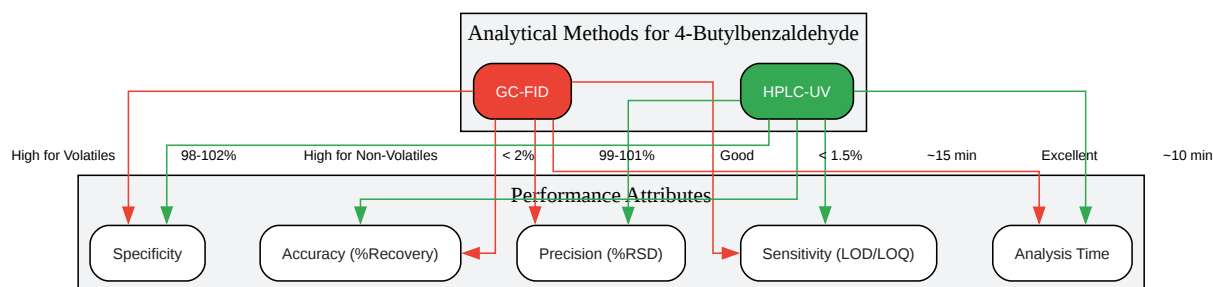 Analytical Methods for 4-Butylbenzaldehyde
GC-FID
HPLC-UV
High for Volatiles
98-102%
High for Non-Volatiles
< 2%
99-101%
Good
< 1.5%
~15 min
Excellent
~10 min
Performance Attributes
Specificity
Accuracy (%Recovery)
Precision (%RSD)
Sensitivity (LOD/LOQ)
Analysis Time